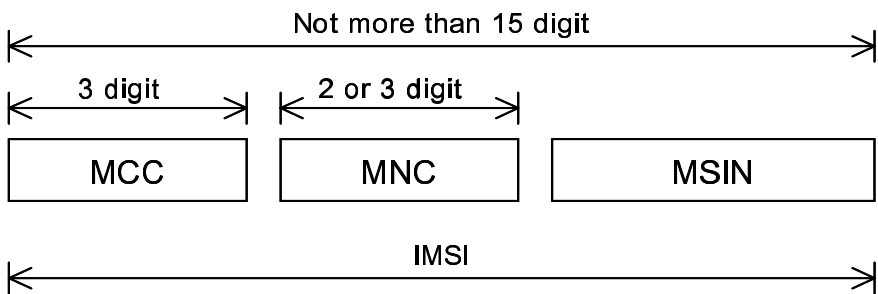 Not more than 15 digit
3 digit
2 or 3 digit
MCC
MNC
MSIN
IMSI